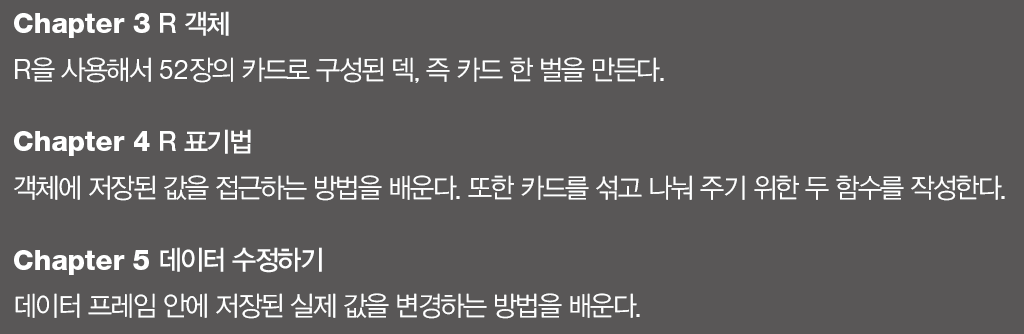 Chapter 3 R 객체
R을 사용해서 52장의 카드로 구성된 덱, 즉 카드 한 벌을 만든다.
Chapter 4 R 표기법
객체에 저장된 값을 접근하는 방법을 배운다. 또한 카드를 섞고 나눠 주기 위한 두 함수를 작성한다.
Chapter 5 데이터 수정하기
데이터 프레임 안에 저장된 실제 값을 변경하는 방법을 배운다.